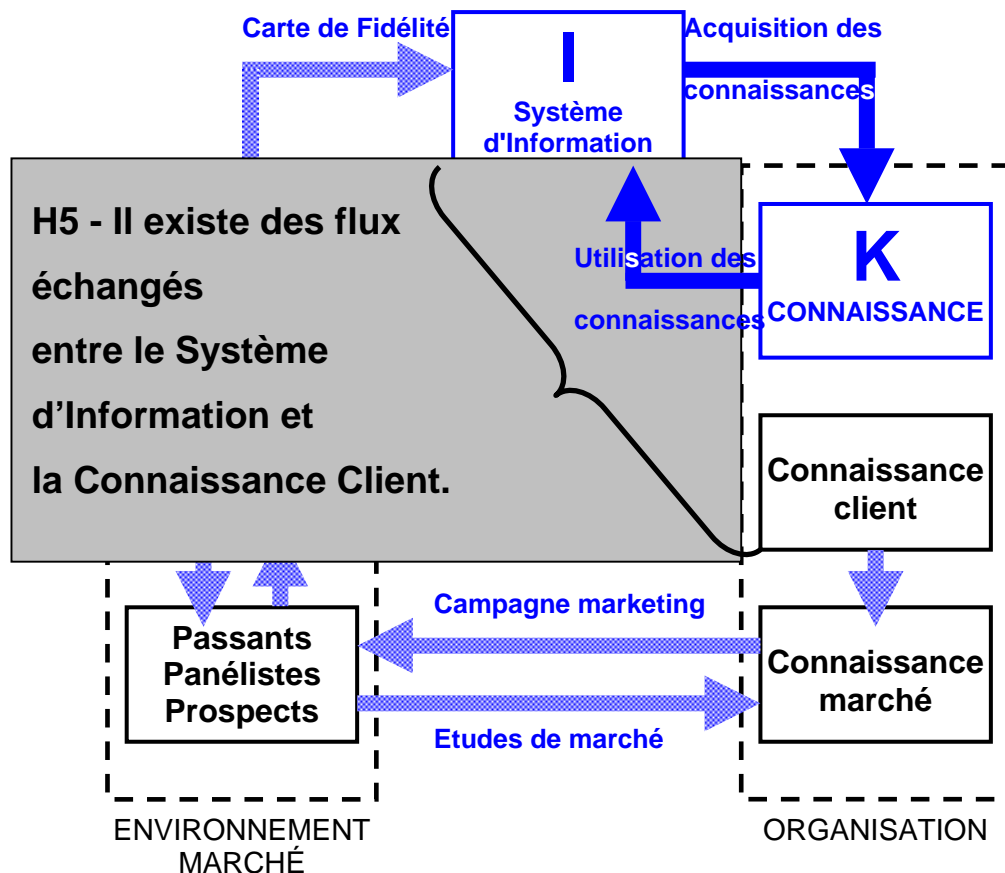 Carte de Fidélité
I
Système
d'Information
Acquisition des
connaissances
H5 - Il existe des flux
échangés
entre le Système
d’Information et
la Connaissance Client.
Utilisation des
connaissances
K
CONNAISSANCE
Connaissance
client
Campagne marketing
Passants
Panélistes
Prospects
Connaissance
marché
Etudes de marché
ENVIRONNEMENT
MARCHÉ
ORGANISATION